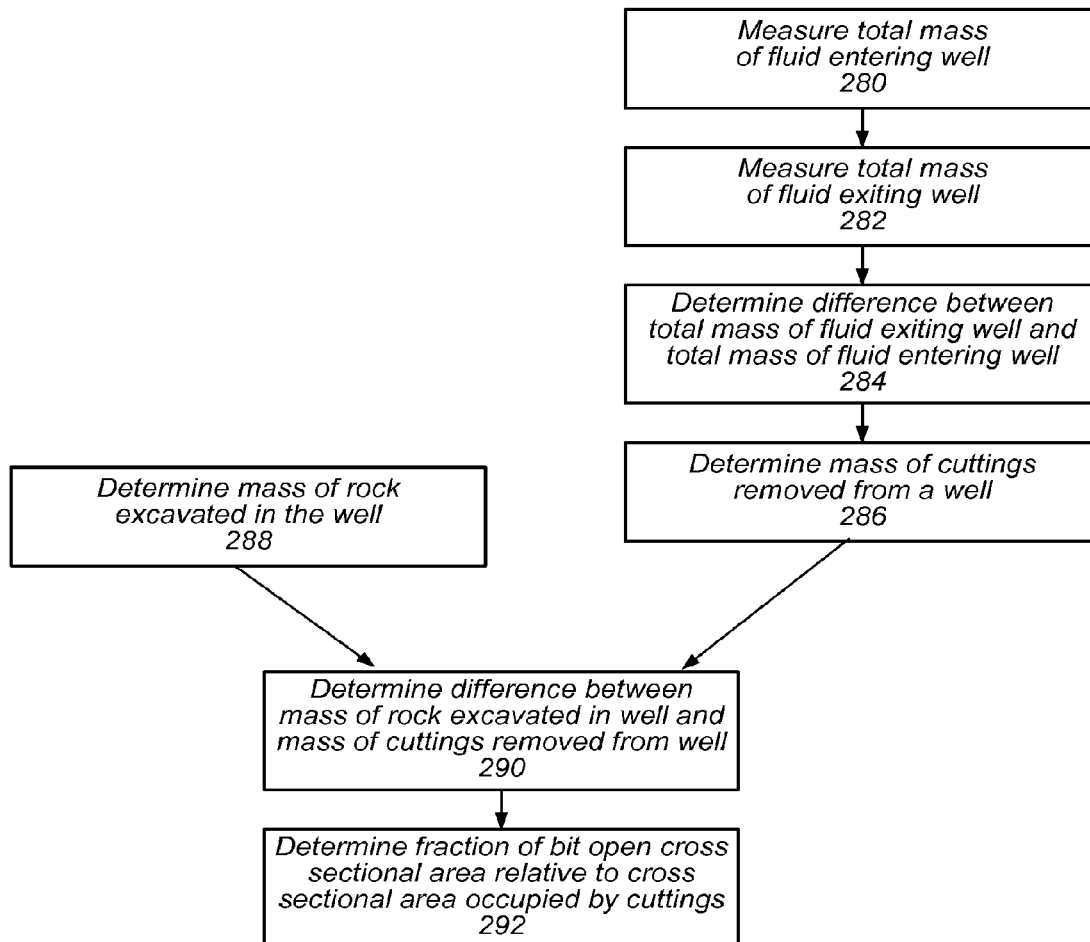 Measure total mass
of fluid entering well
280
Measure total mass
of fluid exiting well
282
Determine difference between
total mass of fluid exiting well and
total mass of fluid entering well
284
Determine mass of cuttings
removed from a well
286
Determine mass of rock
excavated in the well
288
Determine difference between
mass of rock excavated in well and
mass of cuttings removed from well
290
Determine fraction of bit open cross
sectional area relative to cross
sectional area occupied by cuttings
292